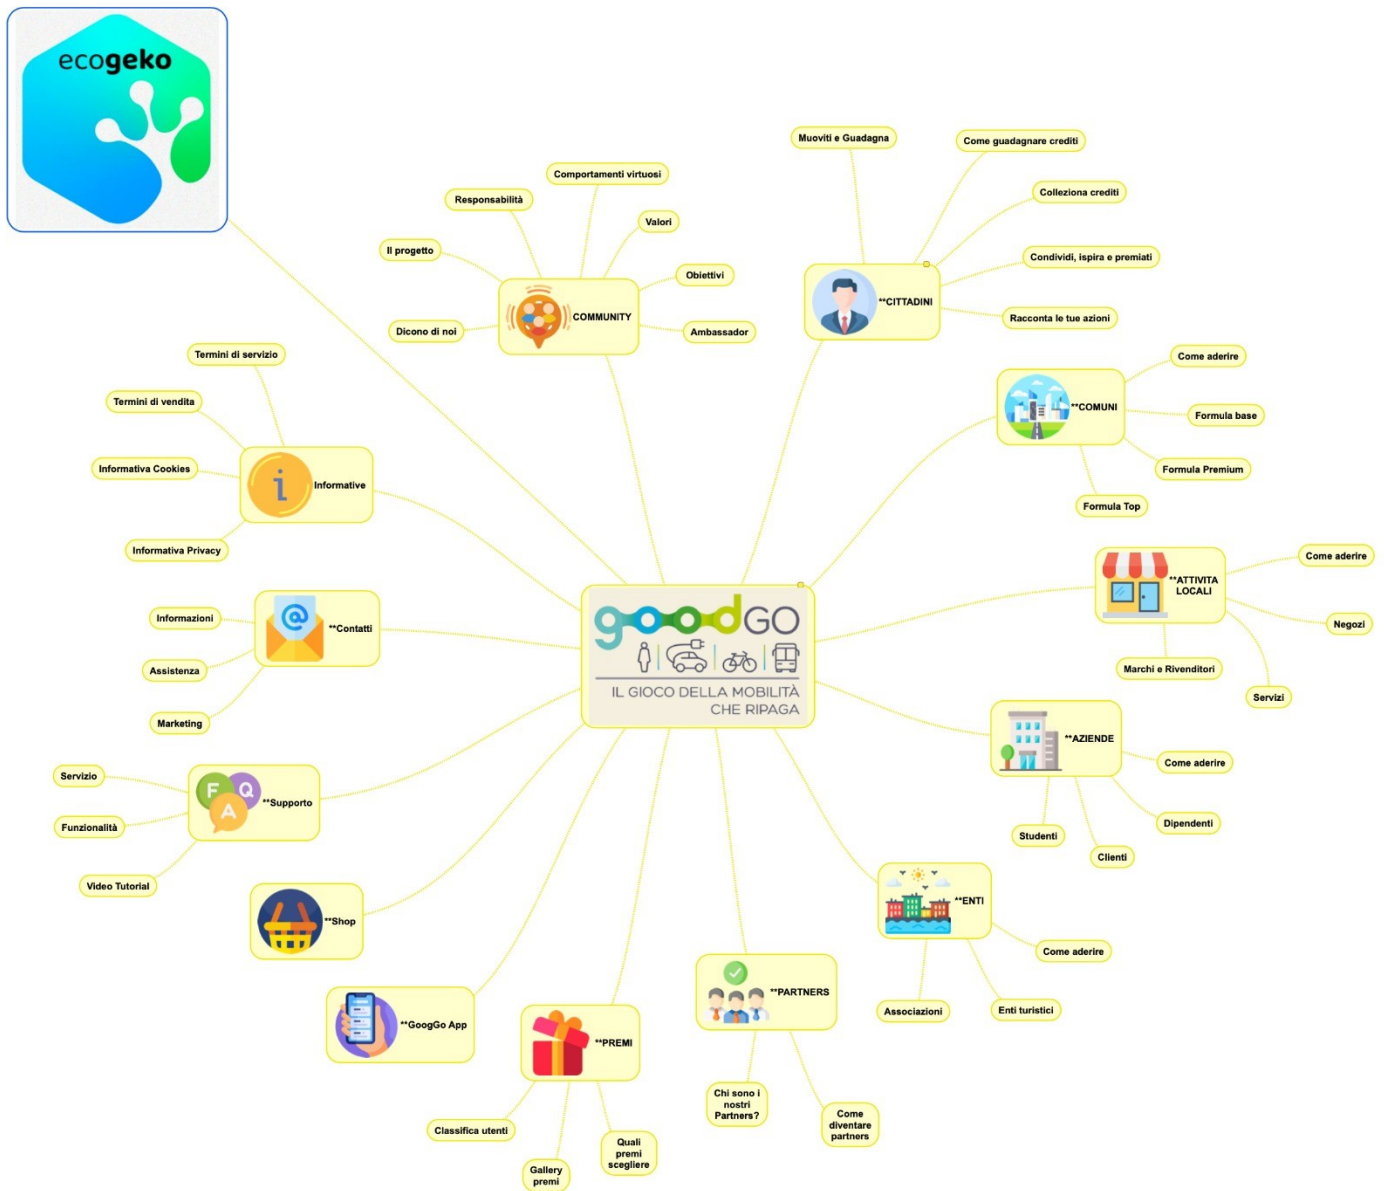 ecogeko
Muoviti e Guadagna
Come guadagnare crediti
Colleziona crediti
Condividi, ispira e premiati
Racconta le tue azioni
**CITTADINI
Comportamenti virtuosi
Responsabilità
Valori
Il progetto
Obiettivi
Dicono di noi
Ambassador
COMMUNITY
Termini di servizio
Termini di vendita
Informativa Cookies
Informativa Privacy
Informative
Come aderire
Formula base
Formula Premium
Formula Top
**COMUNI
Come aderire
Negozi
Servizi
Marchi e Rivenditori
**ATTIVITA
LOCALI
goodGO
IL GIOCO DELLA MOBILITÀ
CHE RIPAGA
Informazioni
Assistenza
Marketing
**Contatti
**AZIENDE
Come aderire
Dipendenti
Clienti
Studenti
Servizio
Funzionalità
Video Tutorial
F
Q
A
**Supporto
**Shop
**ENTI
Come aderire
Enti turistici
Associazioni
**GoogGo App
**PREMI
Classifica utenti
Gallery
premi
Quali
premi
scegliere
**PARTNERS
Chi sono i
nostri
Partners?
Come
diventare
partners